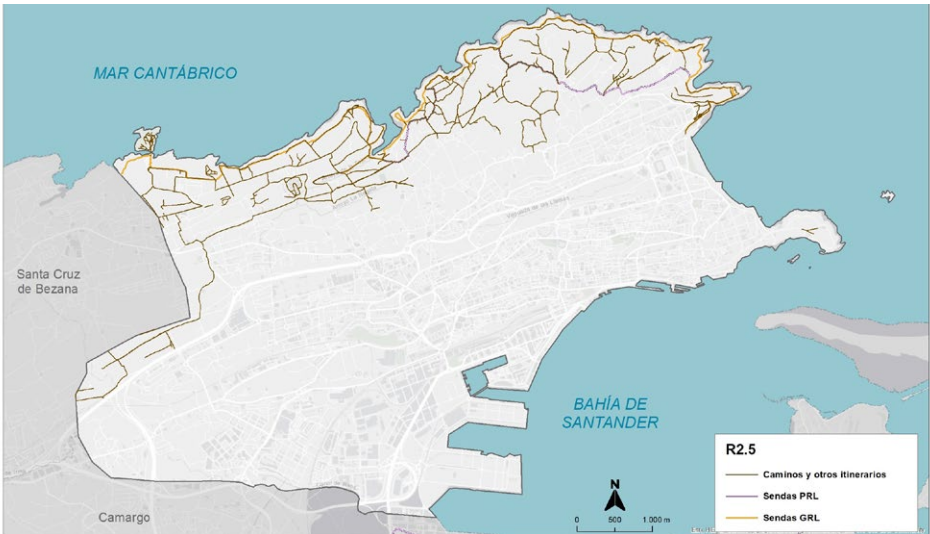 MAR CANTÁBRICO
Santa Cruz
de Bezana
BAHÍA DE
SANTANDER
Camargo
N
0 500 1.000 m
R2.5
Caminos y otros itinerarios
Sendas PRL
Sendas GRL